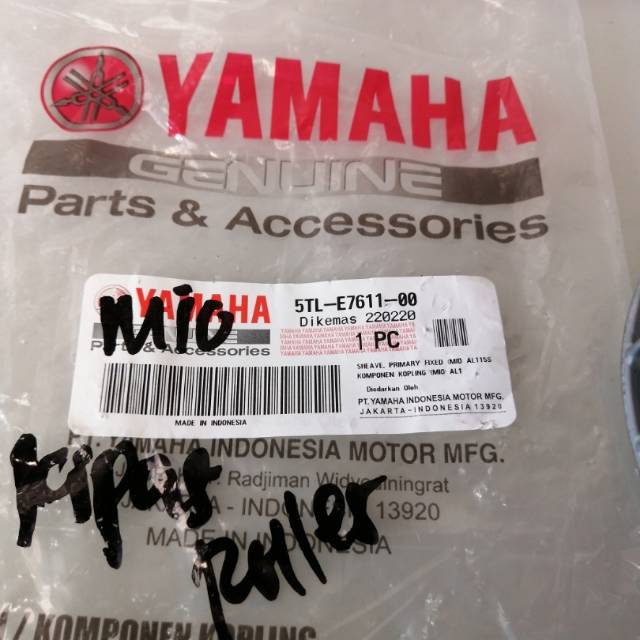 YAMAHA
GENUINE
Parts & Accessories
YAMAHA
GENUINE
Parts & Accessories
mio
5TL-E7611-00
Dikemas 220220
1 PC
SHEAVE, PRIMARY FIXED (MIO AL115S
KOMPONEN KOPLING (MIO AL1
Diedarkan Oleh
PT. YAMAHA INDONESIA MOTOR MFG.
JAKARTA-INDONESIA 13920
MADE IN INDONESIA
PT. YAMAHA INDONESIA MOTOR MFG.
Radjiman Widyodiningrat
JAKARTA - INDONESIA 13920
MADE IN INDONESIA
kipas
roller
/ KOMPONEN KOPLING